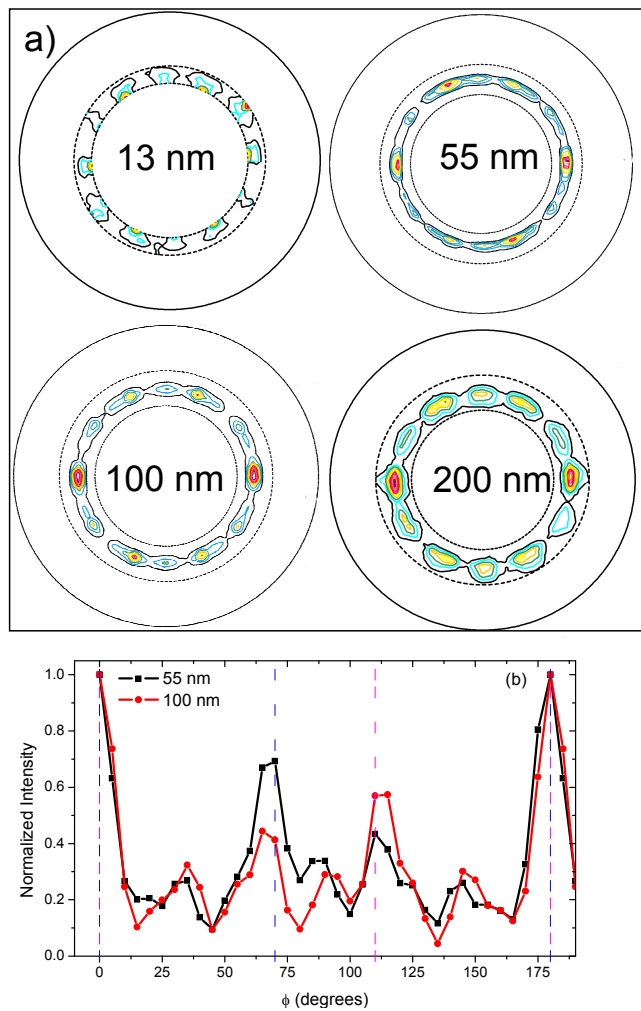 a)
13 nm
55 nm
100 nm
200 nm
(b)
55 nm
100 nm
Normalized Intensity
1.0
0.8
0.6
0.4
0.2
0.0
0 25 50 75 100 125 150 175
ϕ (degrees)